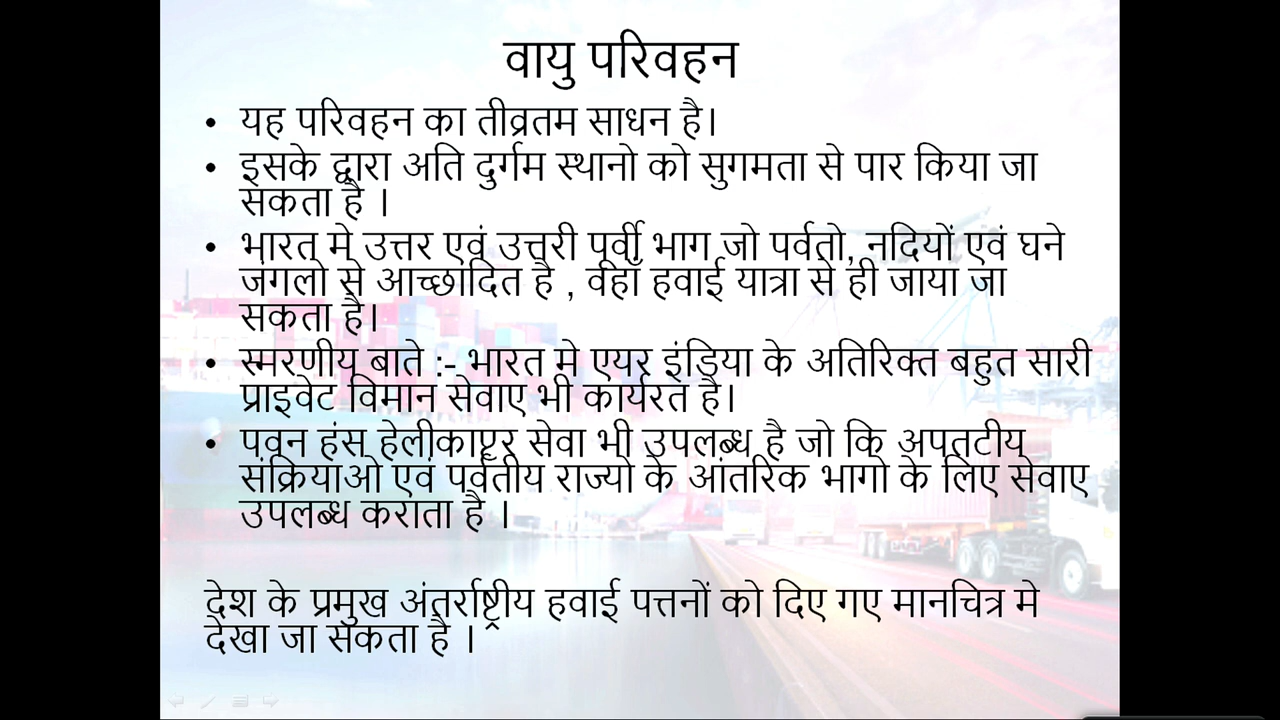 वायु परिवहन
• यह परिवहन का तीव्रतम साधन है।
• इसके द्वारा अति दुर्गम स्थानो को सुगमता से पार किया जा
सकता है ।
• भारत मे उत्तर एवं उत्तरी पूर्वी भाग जो पर्वतो, नदियों एवं घने
जंगलो से आच्छादित है , वहाँ हवाई यात्रा से ही जाया जा
सकता है।
• स्मरणीय बाते :- भारत मे एयर इंडिया के अतिरिक्त बहुत सारी
प्राइवेट विमान सेवाए भी कार्यरत है।
• पवन हंस हेलीकाप्टर सेवा भी उपलब्ध है जो कि अपतटीय
संक्रियाओ एवं पर्वतीय राज्यो के आंतरिक भागो के लिए सेवाए
उपलब्ध कराता है ।
देश के प्रमुख अंतर्राष्ट्रीय हवाई पत्तनों को दिए गए मानचित्र मे
देखा जा सकता है ।